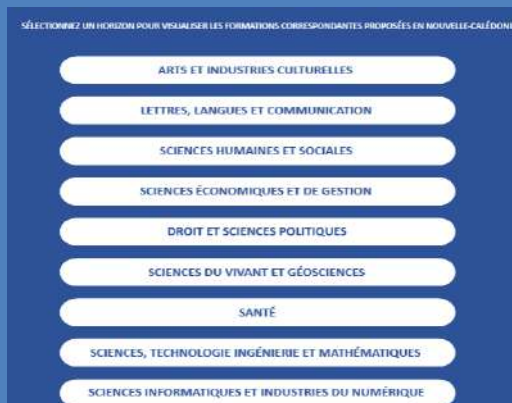 SÉLECTIONNEZ UN HORIZON POUR VISUALISER LES FORMATIONS CORRESPONDANTES PROPOSÉES EN NOUVELLE-CALÉDONI
ARTS ET INDUSTRIES CULTURELLES
LETTRES, LANGUES ET COMMUNICATION
SCIENCES HUMAINES ET SOCIALES
SCIENCES ÉCONOMIQUES ET DE GESTION
DROIT ET SCIENCES POLITIQUES
SCIENCES DU VIVANT ET GÉOSCIENCES
SANTÉ
SCIENCES, TECHNOLOGIE INGÉNIERIE ET MATHÉMATIQUES
SCIENCES INFORMATIQUES ET INDUSTRIES DU NUMÉRIQUE